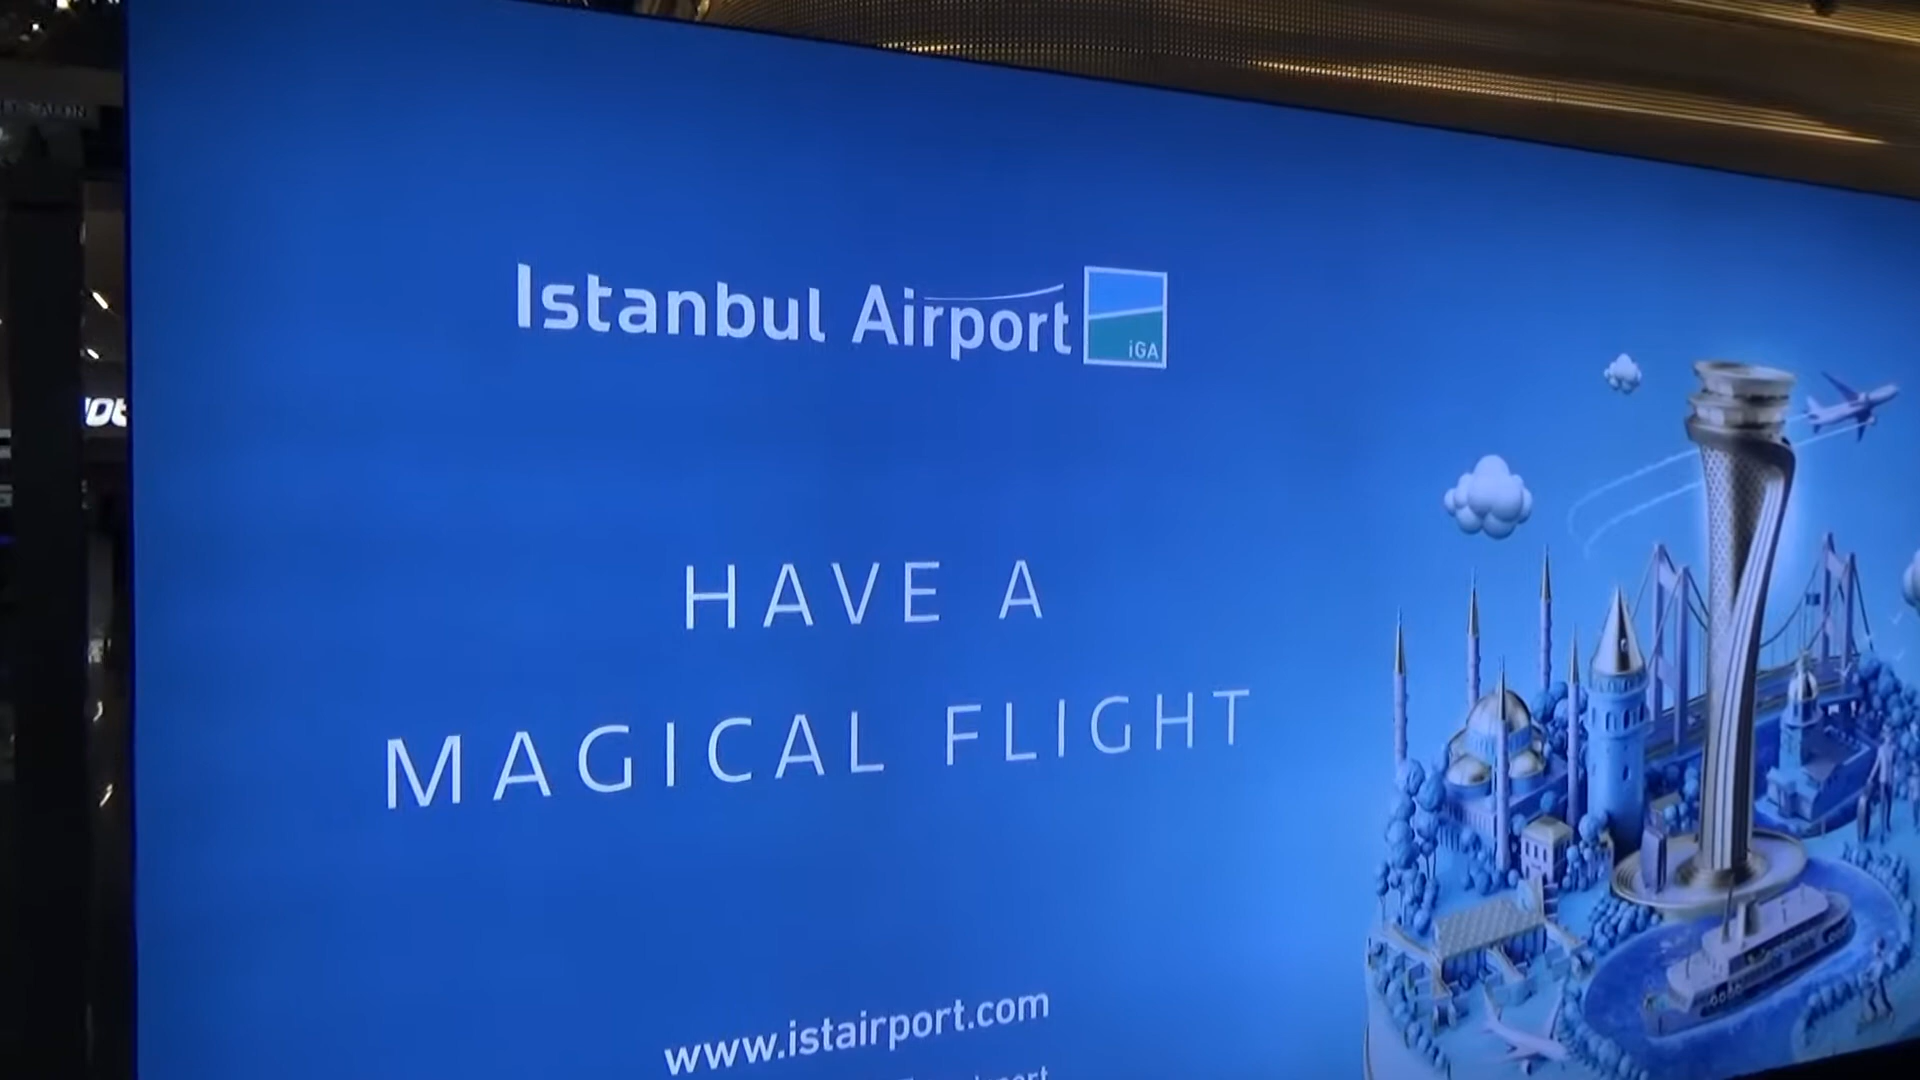 Istanbul Airport
iGA
HAVE A
MAGICAL FLIGHT
www.istairport.com